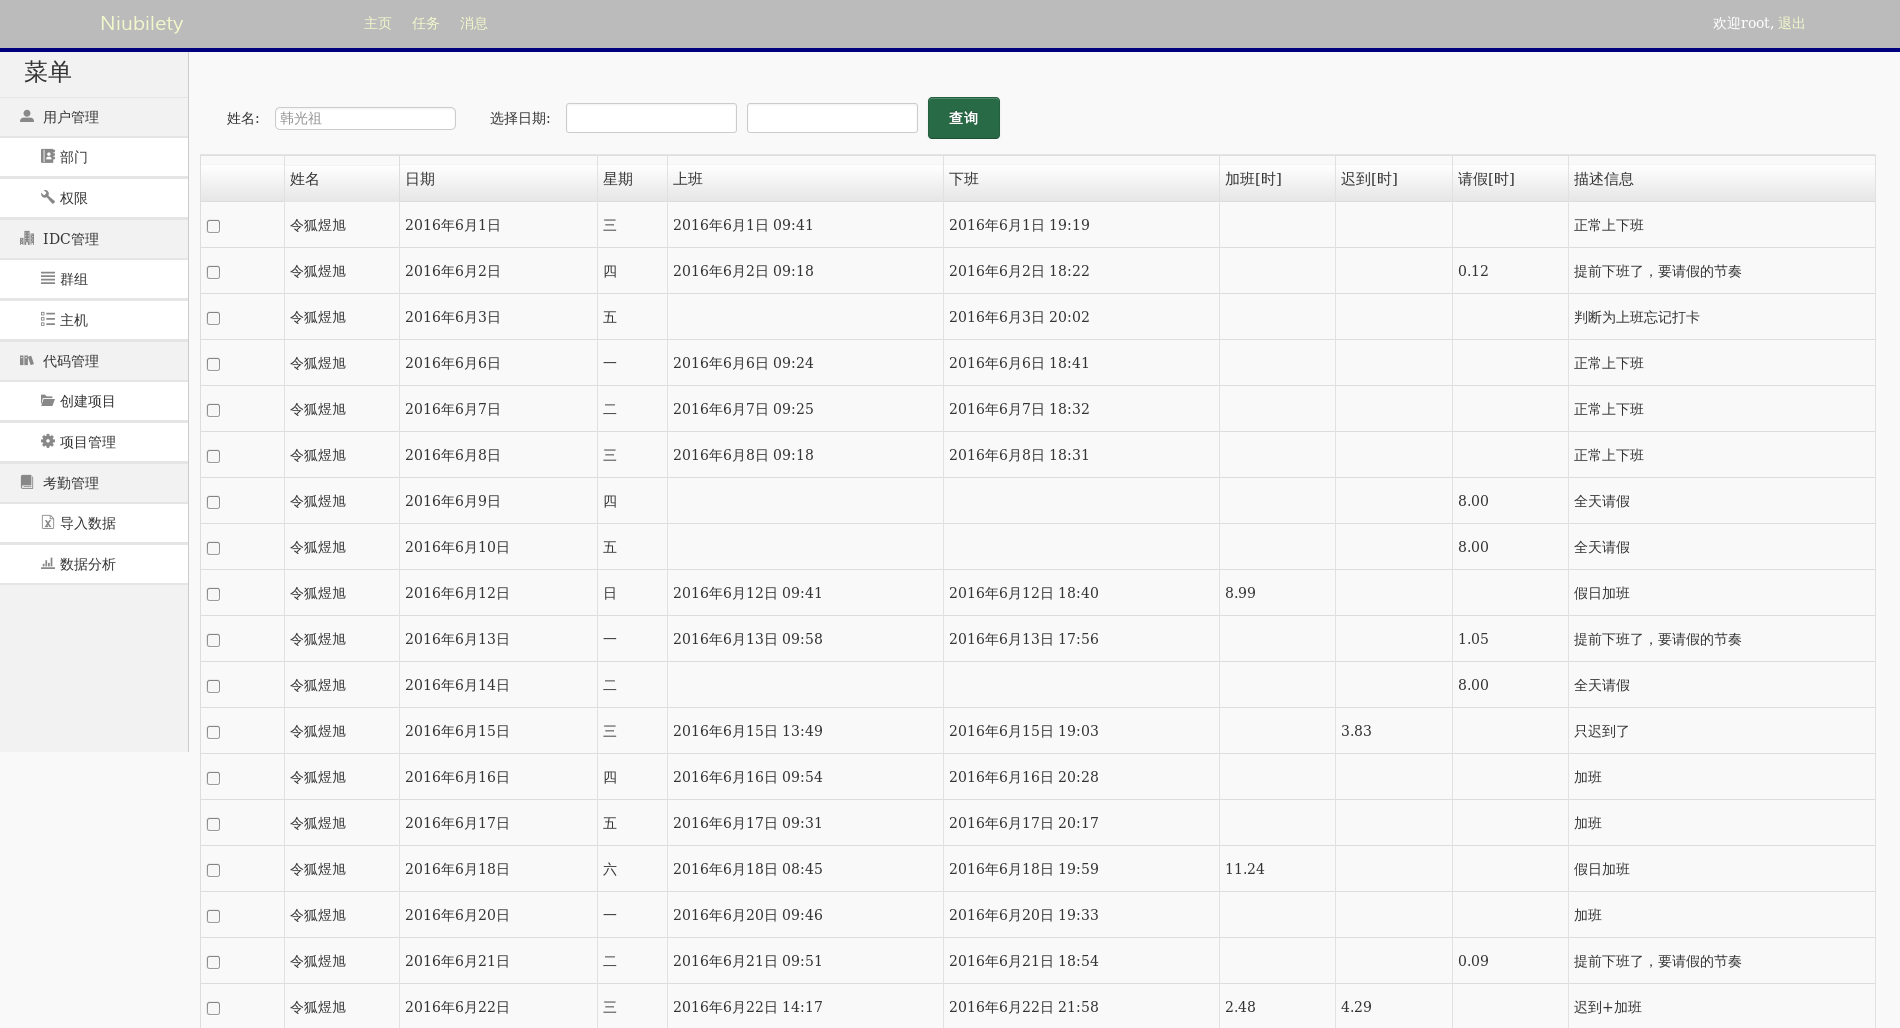 Niubilety 主页 任务 消息 欢迎root, 退出
菜单
用户管理
部门
权限
IDC管理
群组
主机
代码管理
创建项目
项目管理
考勤管理
导入数据
数据分析
姓名: 韩光祖 选择日期: 查询
姓名 日期 星期 上班 下班 加班[时] 迟到[时] 请假[时] 描述信息
令狐煜旭 2016年6月1日 三 2016年6月1日 09:41 2016年6月1日 19:19 正常上下班
令狐煜旭 2016年6月2日 四 2016年6月2日 09:18 2016年6月2日 18:22 0.12 提前下班了，要请假的节奏
令狐煜旭 2016年6月3日 五 2016年6月3日 20:02 判断为上班忘记打卡
令狐煜旭 2016年6月6日 一 2016年6月6日 09:24 2016年6月6日 18:41 正常上下班
令狐煜旭 2016年6月7日 二 2016年6月7日 09:25 2016年6月7日 18:32 正常上下班
令狐煜旭 2016年6月8日 三 2016年6月8日 09:18 2016年6月8日 18:31 正常上下班
令狐煜旭 2016年6月9日 四 8.00 全天请假
令狐煜旭 2016年6月10日 五 8.00 全天请假
令狐煜旭 2016年6月12日 日 2016年6月12日 09:41 2016年6月12日 18:40 8.99 假日加班
令狐煜旭 2016年6月13日 一 2016年6月13日 09:58 2016年6月13日 17:56 1.05 提前下班了，要请假的节奏
令狐煜旭 2016年6月14日 二 8.00 全天请假
令狐煜旭 2016年6月15日 三 2016年6月15日 13:49 2016年6月15日 19:03 3.83 只迟到了
令狐煜旭 2016年6月16日 四 2016年6月16日 09:54 2016年6月16日 20:28 加班
令狐煜旭 2016年6月17日 五 2016年6月17日 09:31 2016年6月17日 20:17 加班
令狐煜旭 2016年6月18日 六 2016年6月18日 08:45 2016年6月18日 19:59 11.24 假日加班
令狐煜旭 2016年6月20日 一 2016年6月20日 09:46 2016年6月20日 19:33 加班
令狐煜旭 2016年6月21日 二 2016年6月21日 09:51 2016年6月21日 18:54 0.09 提前下班了，要请假的节奏
令狐煜旭 2016年6月22日 三 2016年6月22日 14:17 2016年6月22日 21:58 2.48 4.29 迟到+加班